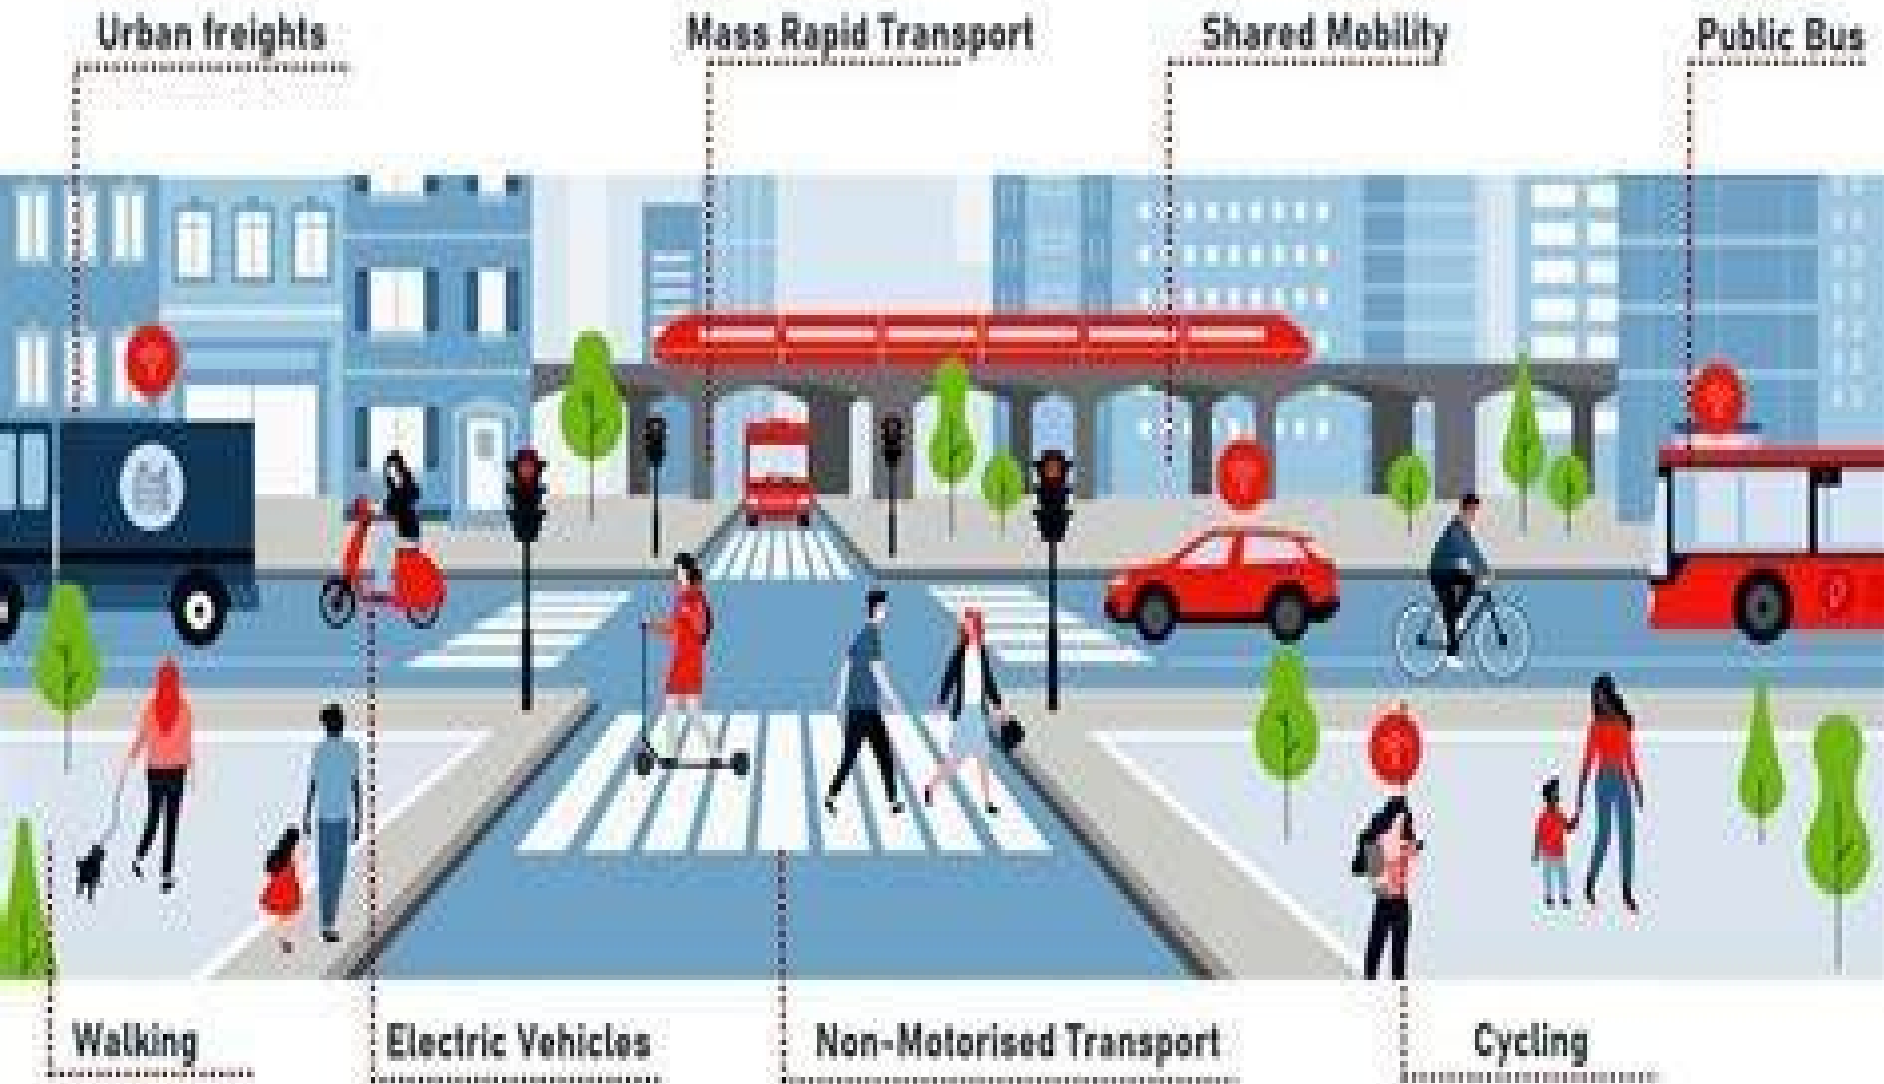 Urban freights
Mass Rapid Transport
Shared Mobility
Public Bus
Walking
Electric Vehicles
Non-Motorised Transport
Cycling